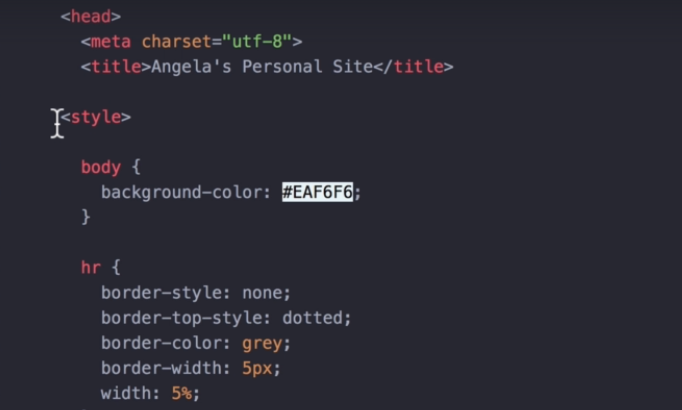 <head>
<meta charset="utf-8">
<title>Angela's Personal Site</title>
<style>
body {
background-color: #EAF6F6;
}
hr {
border-style: none;
border-top-style: dotted;
border-color: grey;
border-width: 5px;
width: 5%;